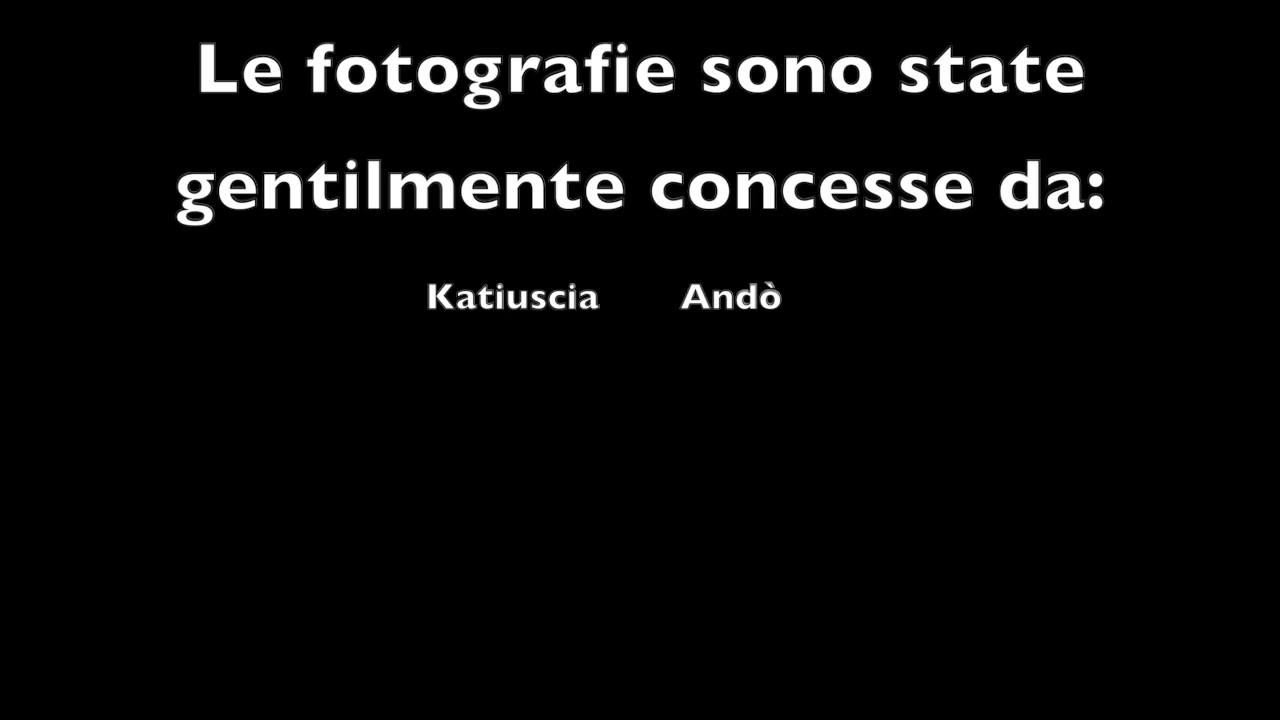 Le fotografie sono state
gentilmente concesse da:
Katiuscia Andò